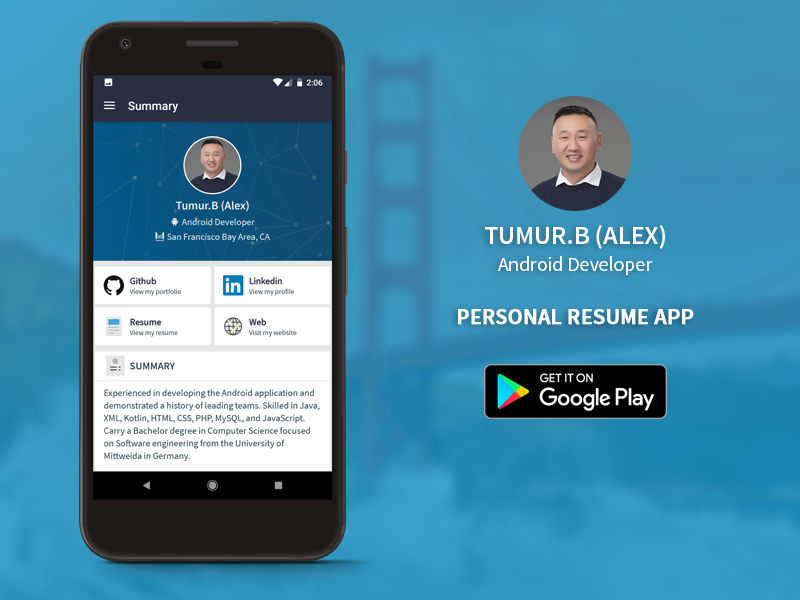 2:06
Summary
Tumur.B (Alex)
Android Developer
San Francisco Bay Area, CA
Github
View my portfolio
Linkedin
View my profile
Resume
View my resume
Web
Visit my website
SUMMARY
Experienced in developing the Android application and
demonstrated a history of leading teams. Skilled in Java,
XML, Kotlin, HTML, CSS, PHP, MySQL, and JavaScript.
Carry a Bachelor degree in Computer Science focused
on Software engineering from the University of
Mittweida in Germany.
TUMUR.B (ALEX)
Android Developer
PERSONAL RESUME APP
GET IT ON
Google Play